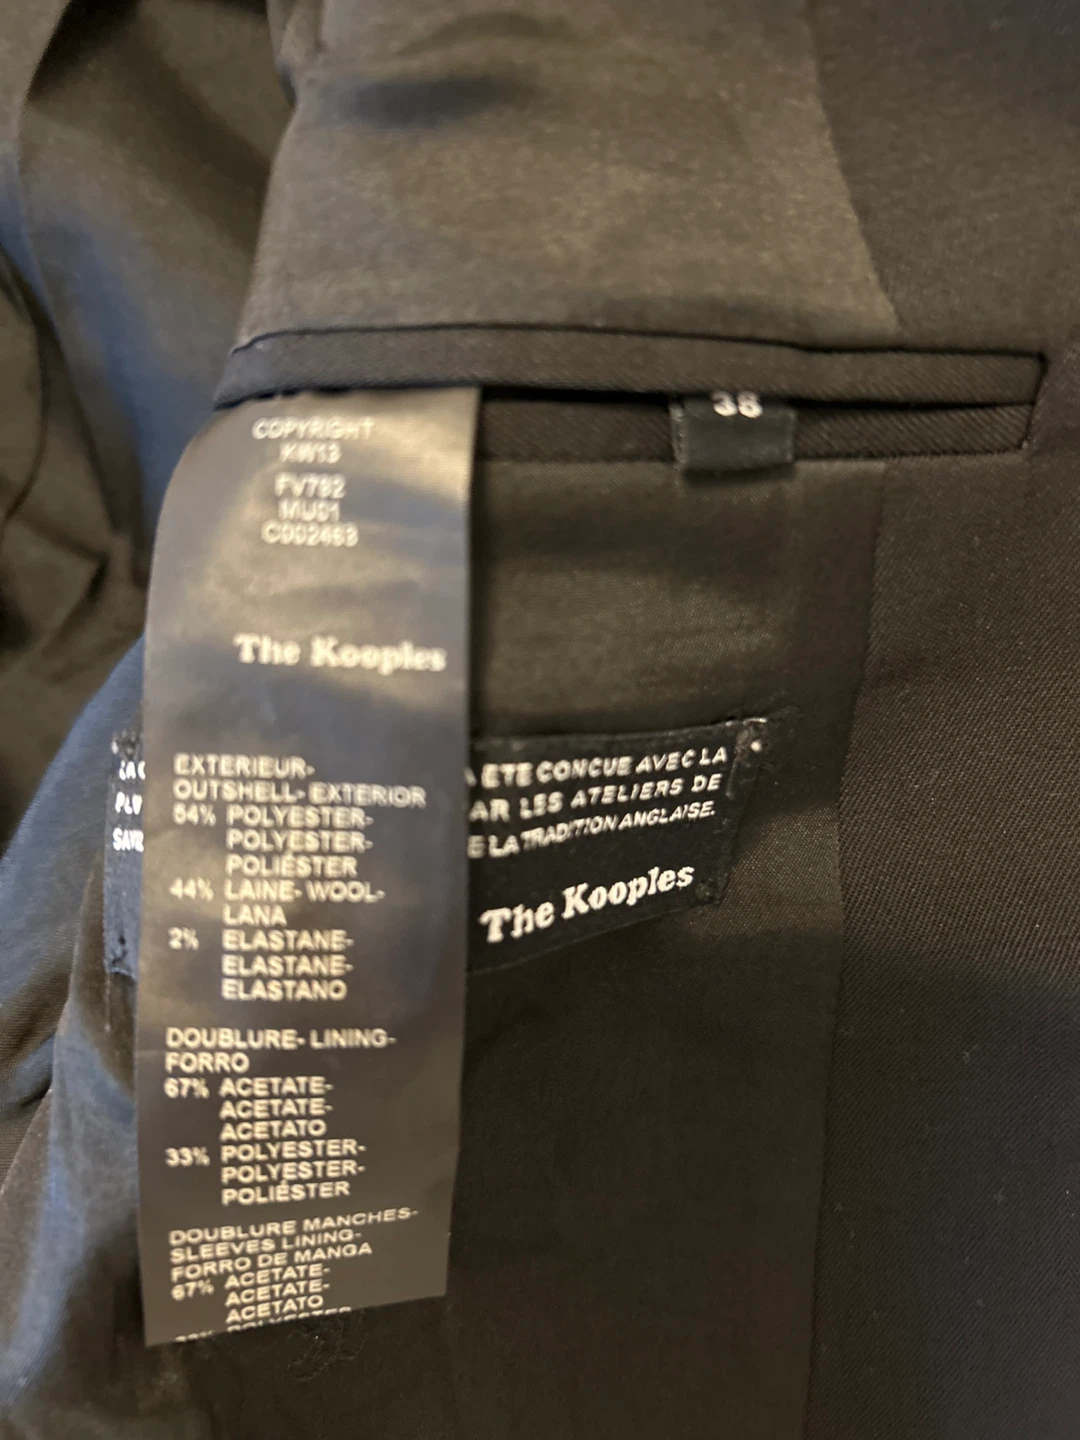 COPYRIGHT
KW13
FV792
MU01
C002463
The Kooples
EXTERIEUR-
OUTSHELL- EXTERIOR
54% POLYESTER-
POLYESTER-
POLIÉSTER
44% LAINE- WOOL-
LANA
2% ELASTANE-
ELASTANE-
ELASTANO
DOUBLURE- LINING-
FORRO
67% ACETATE-
ACETATE-
ACETATO
33% POLYESTER-
POLYESTER-
POLIÉSTER
DOUBLURE MANCHES-
SLEEVES LINING-
FORRO DE MANGA
67% ACETATE-
ACETATE-
ACETATO
38
ETE CONCUE AVEC LA
LES ATELIERS DE
LA TRADITION ANGLAISE.
The Kooples